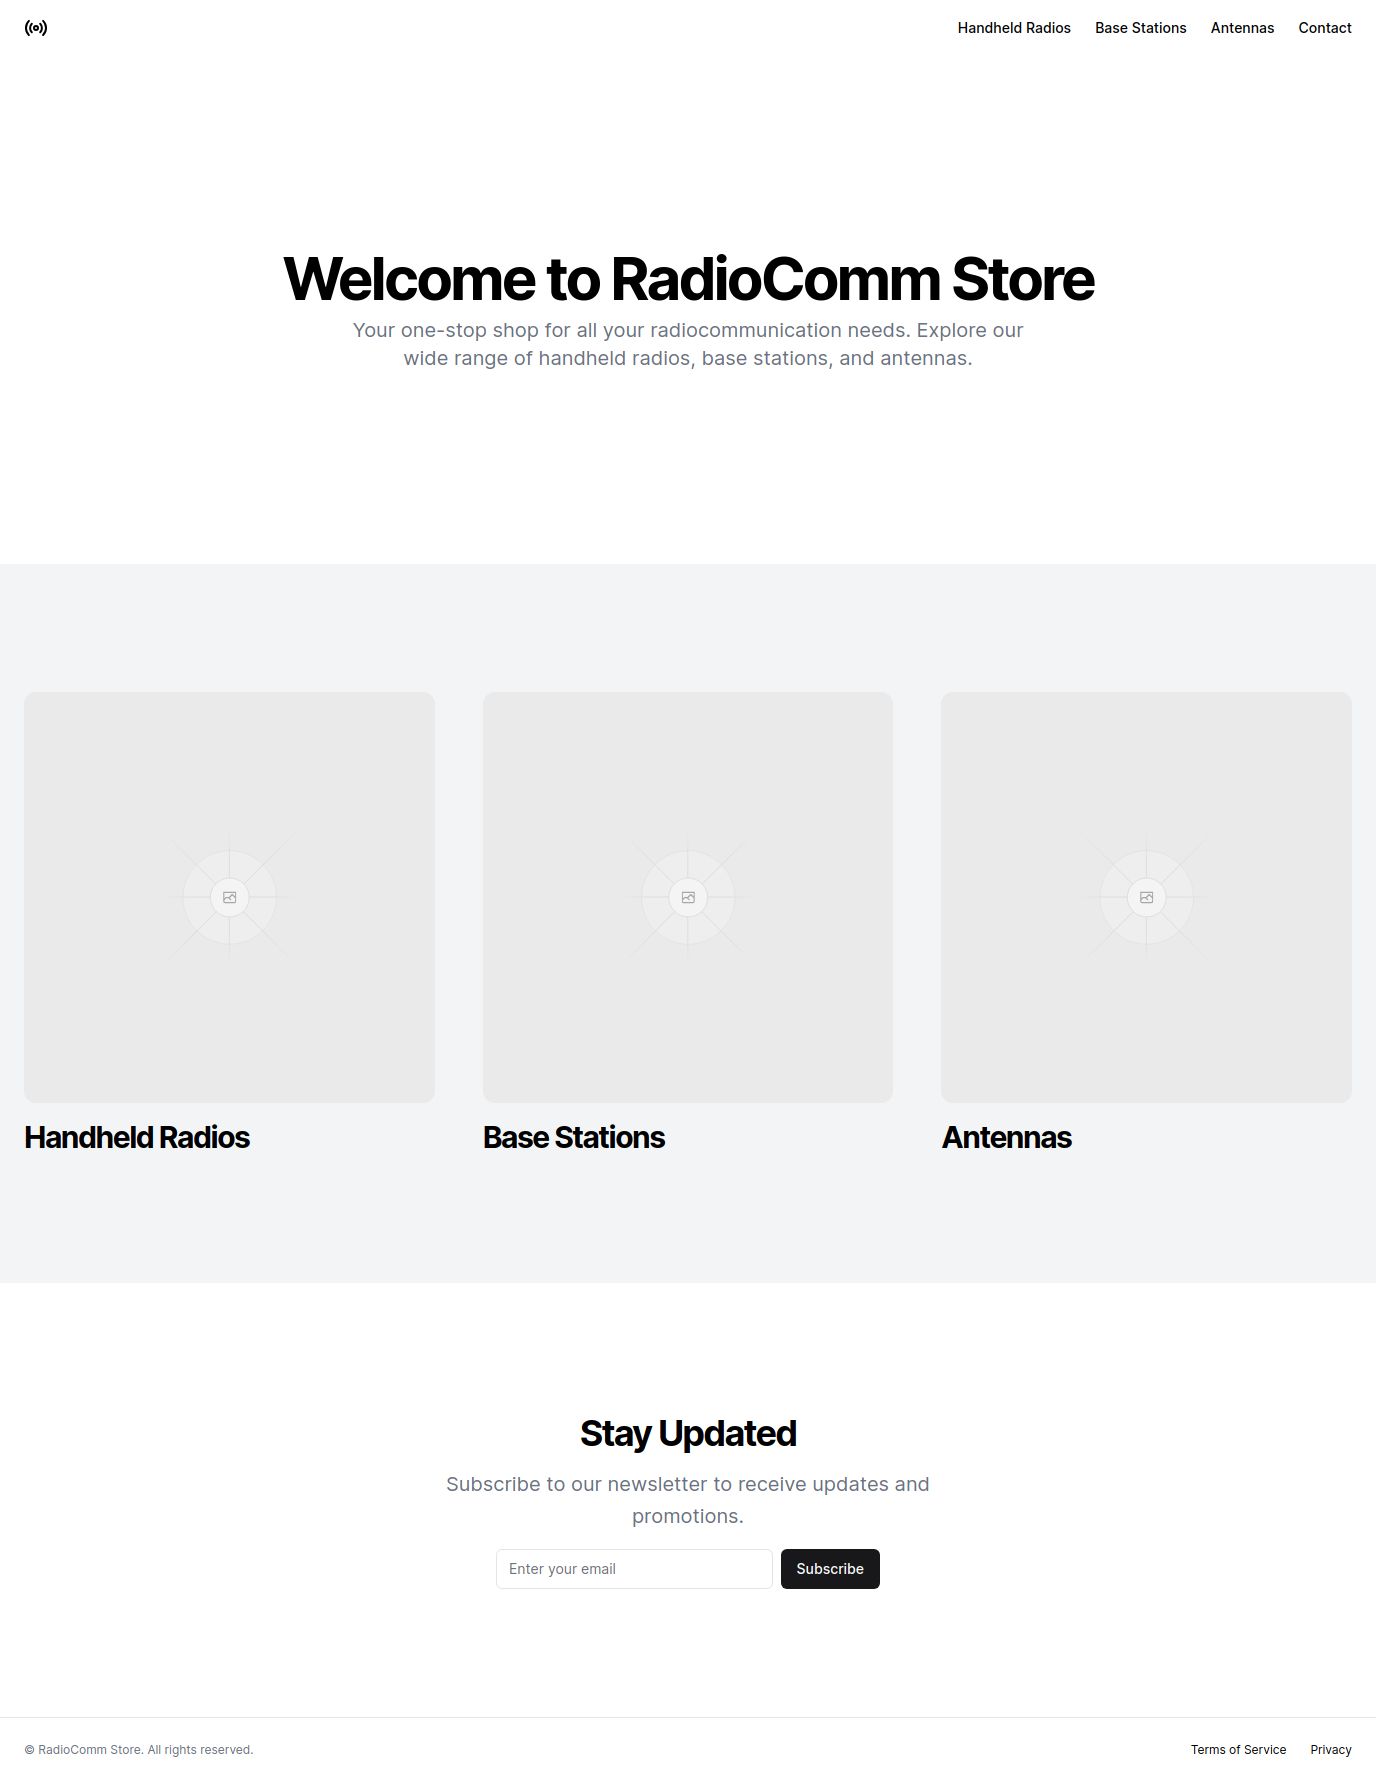 Handheld Radios Base Stations Antennas Contact
Welcome to RadioComm Store
Your one-stop shop for all your radiocommunication needs. Explore our
wide range of handheld radios, base stations, and antennas.
Handheld Radios Base Stations Antennas
Stay Updated
Subscribe to our newsletter to receive updates and
promotions.
Enter your email Subscribe
© RadioComm Store. All rights reserved. Terms of Service Privacy